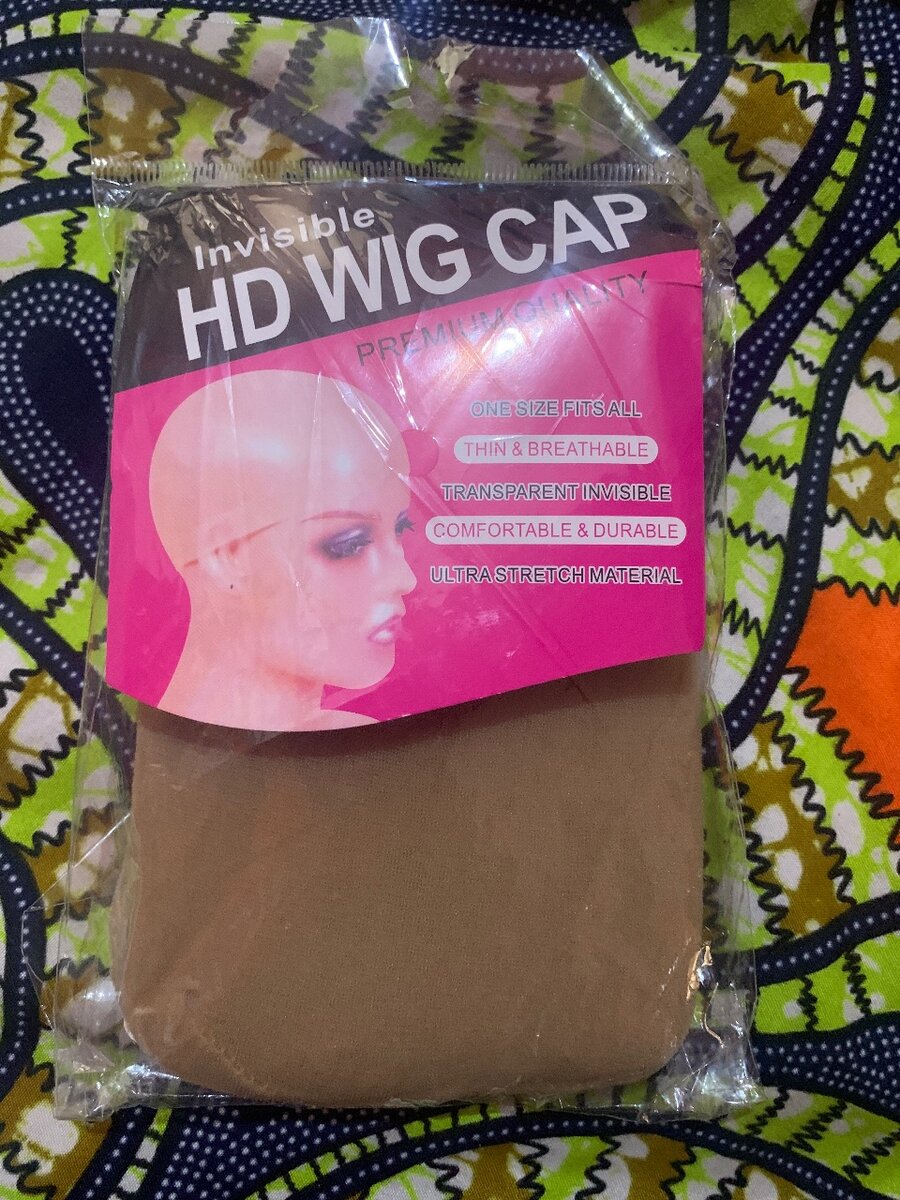 Invisible
HD WIG CAP
PREMIUM QUALITY
ONE SIZE FITS ALL
THIN & BREATHABLE
TRANSPARENT INVISIBLE
COMFORTABLE & DURABLE
ULTRA STRETCH MATERIAL